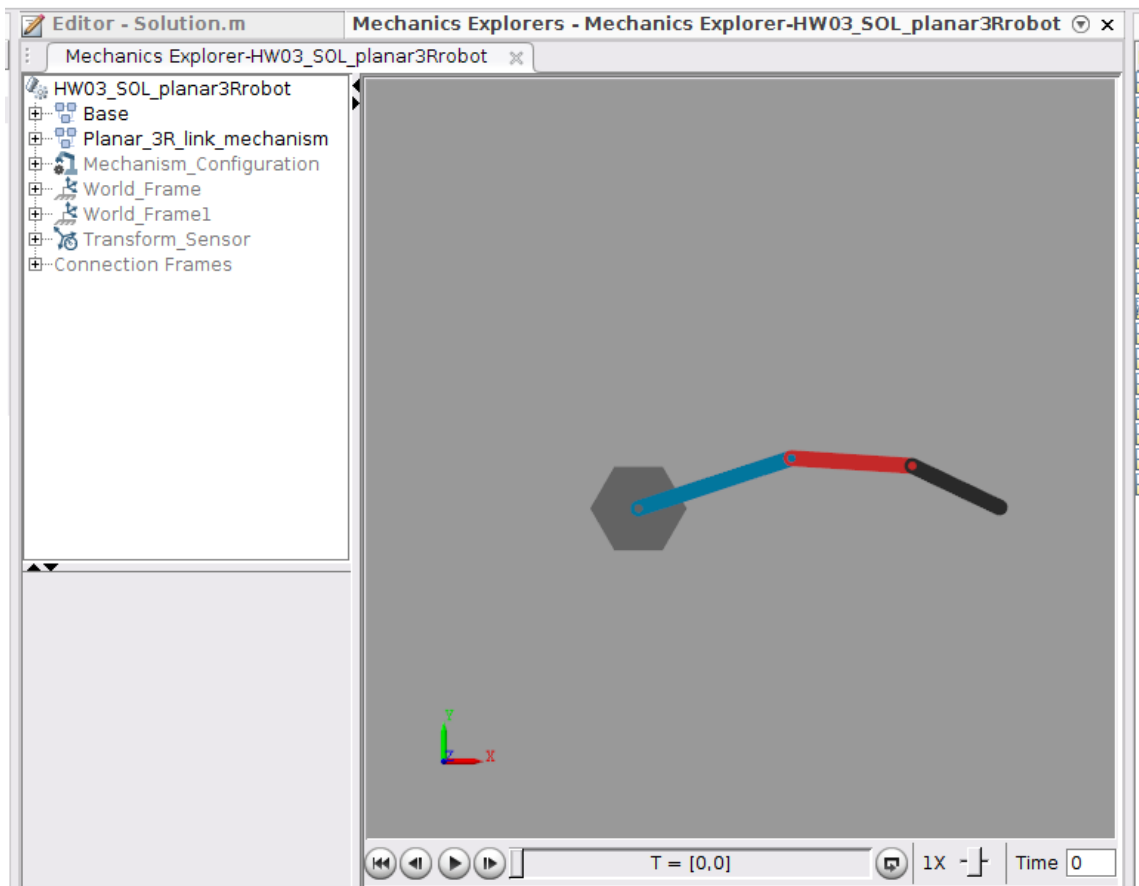 Editor - Solution.m
Mechanics Explorers - Mechanics Explorer-HW03_SOL_planar3Rrobot
Mechanics Explorer-HW03_SOL_planar3Rrobot
HW03_SOL_planar3Rrobot
Base
Planar_3R_link_mechanism
Mechanism_Configuration
World_Frame
World_Frame1
Transform_Sensor
Connection Frames
Y
Z
X
T = [0,0]
1X
Time 0